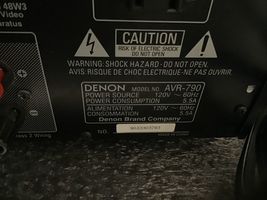 48W3
Video
paratus
CAUTION
RISK OF ELECTRIC SHOCK
DO NOT OPEN
WARNING: SHOCK HAZARD - DO NOT OPEN
AVIS: RISQUE DE CHOC ELECTRIQUE-NE PAS OUVRIR.
DENON MODEL NO. AVR-790
POWER SOURCE 120V ~ 60Hz
POWER CONSUMPTION 5.5A
ALIMENTATION 120V ~ 60Hz
CONSOMMATION 5.5A
Denon Brand Company
NO.